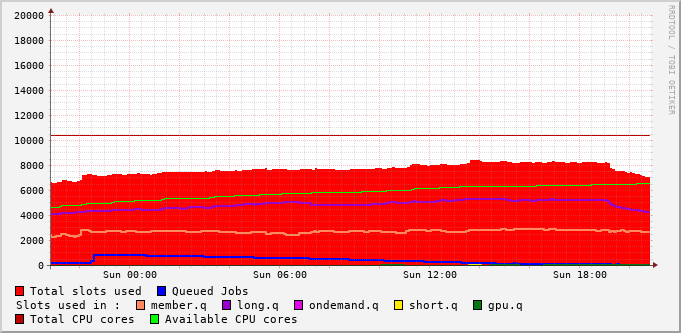 20000
18000
16000
14000
12000
10000
8000
6000
4000
2000
0
Sun 00:00 Sun 06:00 Sun 12:00 Sun 18:00
RRDTOOL / TOBI OETIKER
Total slots used Queued Jobs
Slots used in : member.q long.q ondemand.q short.q gpu.q
Total CPU cores Available CPU cores